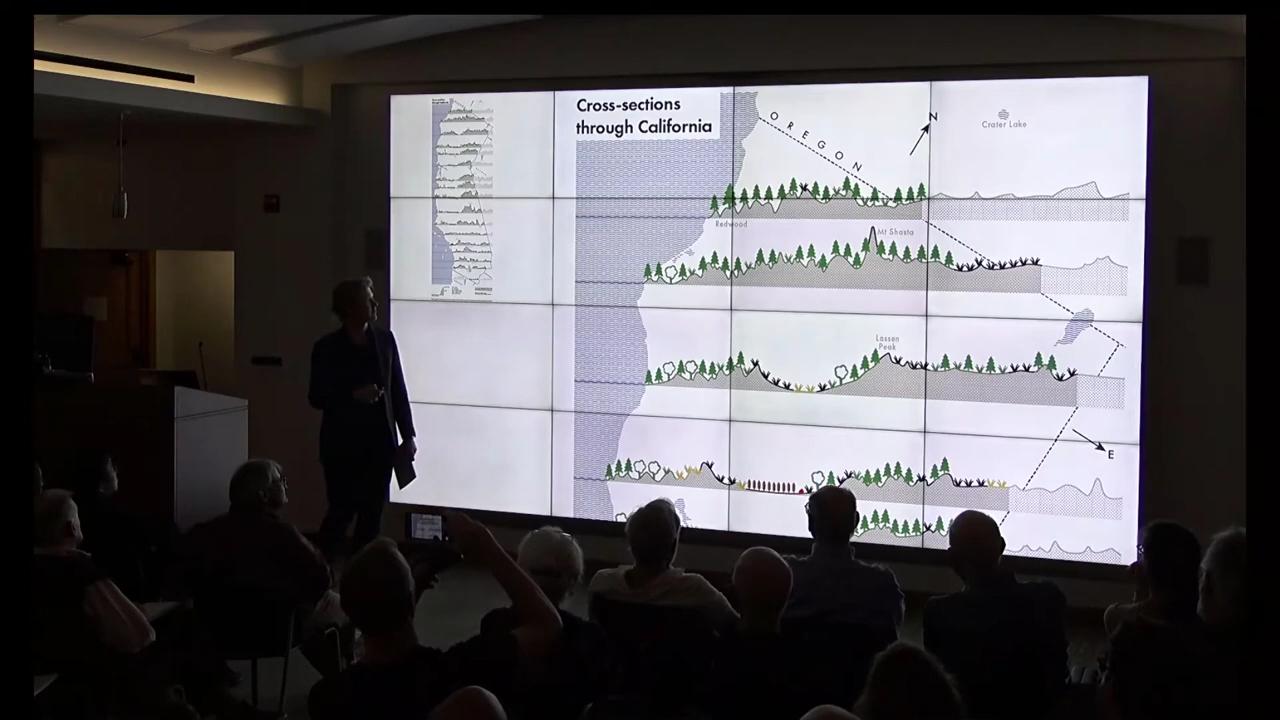 Cross-sections
through California
OREGON
N
Crater Lake
Redwood
Mt Shasta
Lassen
Peak
E